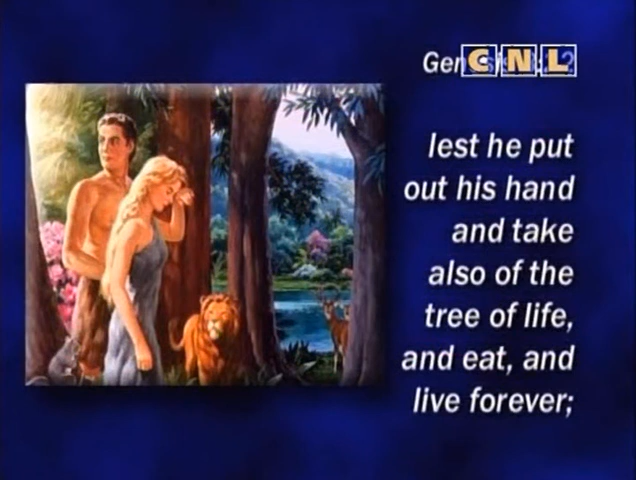 Gen
CNL
lest he put
out his hand
and take
also of the
tree of life,
and eat, and
live forever;